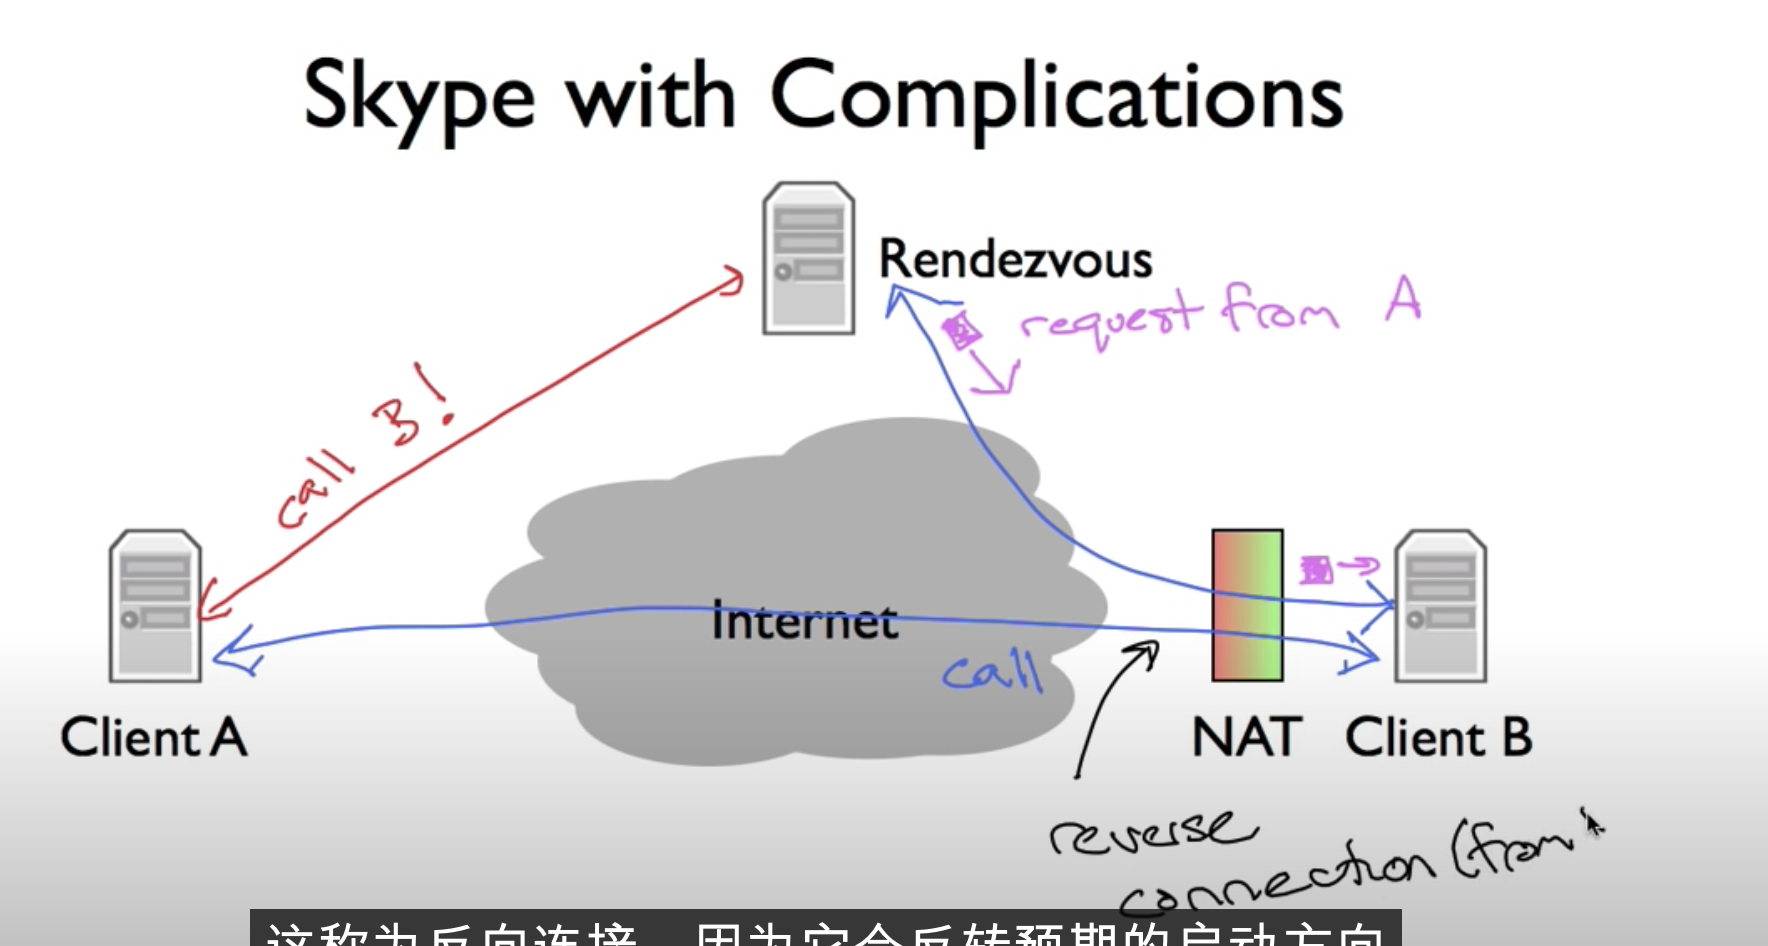 Skype with Complications
Rendezvous
request from A
call B!
Internet
call
Client A
NAT
Client B
reverse
connection (from
这称为反向连接，因为它会反转预期的启动方向